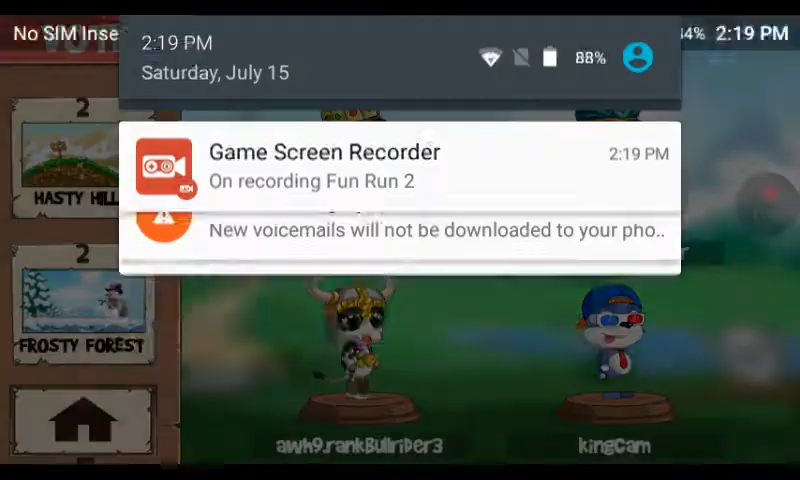 No SIM Inse
44% 2:19 PM
2:19 PM
Saturday, July 15
88%
Game Screen Recorder
2:19 PM
On recording Fun Run 2
New voicemails will not be downloaded to your pho..
2
HASTY HILL
2
FROSTY FOREST
awh9.rankBullrider3
kingCam